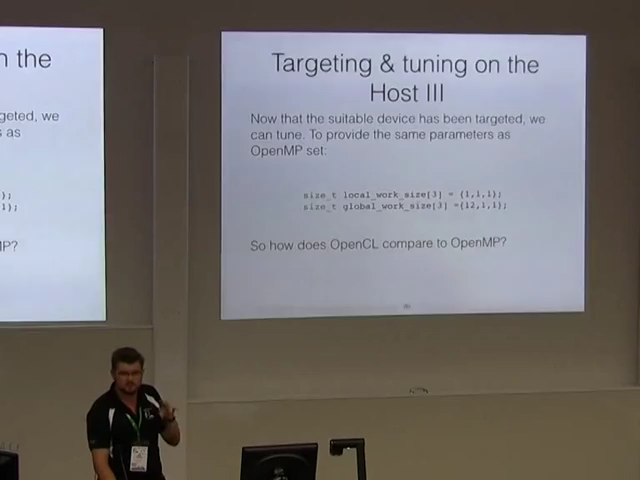 n the
geted, we
s as
);
1);
MP?
Targeting & tuning on the
Host III
Now that the suitable device has been targeted, we
can tune. To provide the same parameters as
OpenMP set:
size_t local_work_size[3] = {1,1,1};
size_t global_work_size[3] ={12,1,1};
So how does OpenCL compare to OpenMP?